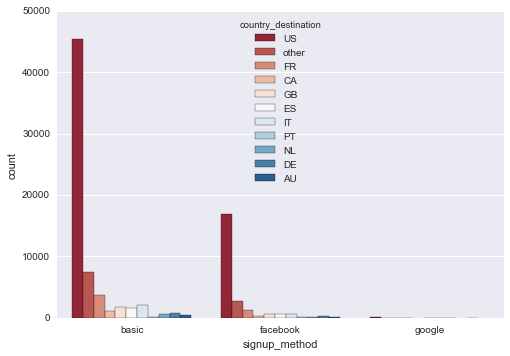 50000
40000
30000
20000
10000
0
count
country_destination
US
other
FR
CA
GB
ES
IT
PT
NL
DE
AU
basic
facebook
google
signup_method